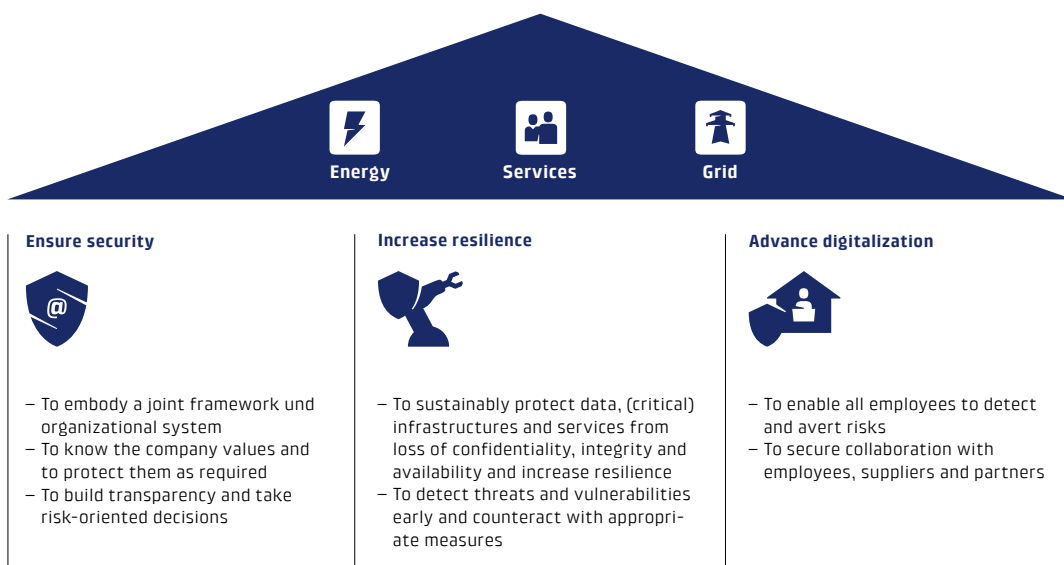 Energy
Services
Grid
Ensure security
@
– To embody a joint framework und
organizational system
– To know the company values and
to protect them as required
– To build transparency and take
risk-oriented decisions
Increase resilience
– To sustainably protect data, (critical)
infrastructures and services from
loss of confidentiality, integrity and
availability and increase resilience
– To detect threats and vulnerabilities
early and counteract with appropri-
ate measures
Advance digitalization
– To enable all employees to detect
and avert risks
– To secure collaboration with
employees, suppliers and partners